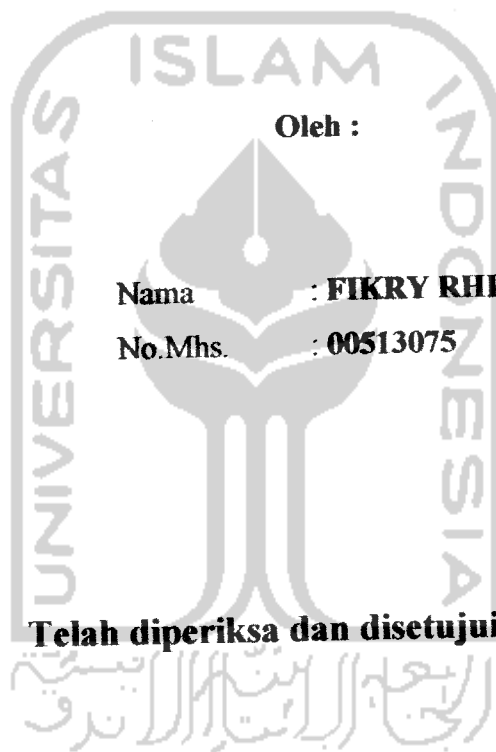 ISLAM
UNIVERSITAS
INDONESIA
Oleh :
Nama : FIKRY
No.Mhs. : 00513075
Telah diperiksa dan disetujui